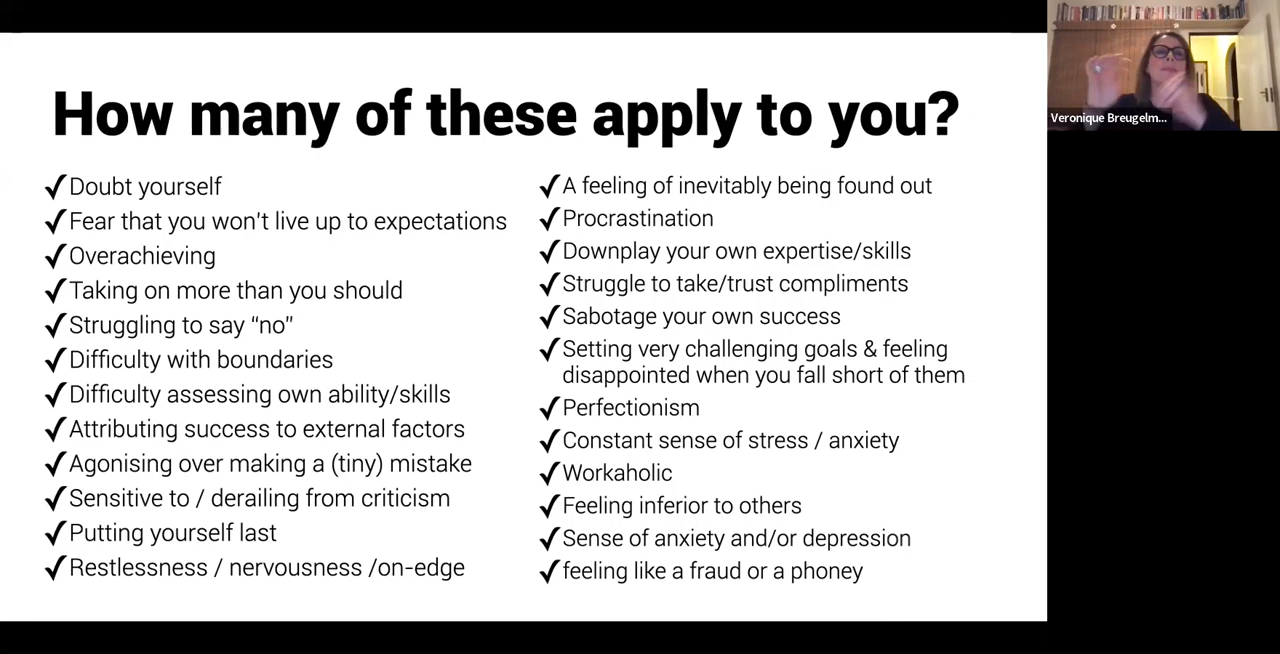 How many of these apply to you?
✓ Doubt yourself
✓ Fear that you won't live up to expectations
✓ Overachieving
✓ Taking on more than you should
✓ Struggling to say “no”
✓ Difficulty with boundaries
✓ Difficulty assessing own ability/skills
✓ Attributing success to external factors
✓ Agonising over making a (tiny) mistake
✓ Sensitive to / derailing from criticism
✓ Putting yourself last
✓ Restlessness / nervousness /on-edge
✓ A feeling of inevitably being found out
✓ Procrastination
✓ Downplay your own expertise/skills
✓ Struggle to take/trust compliments
✓ Sabotage your own success
✓ Setting very challenging goals & feeling
disappointed when you fall short of them
✓ Perfectionism
✓ Constant sense of stress / anxiety
✓ Workaholic
✓ Feeling inferior to others
✓ Sense of anxiety and/or depression
✓ feeling like a fraud or a phoney
Veronique Breugelm...